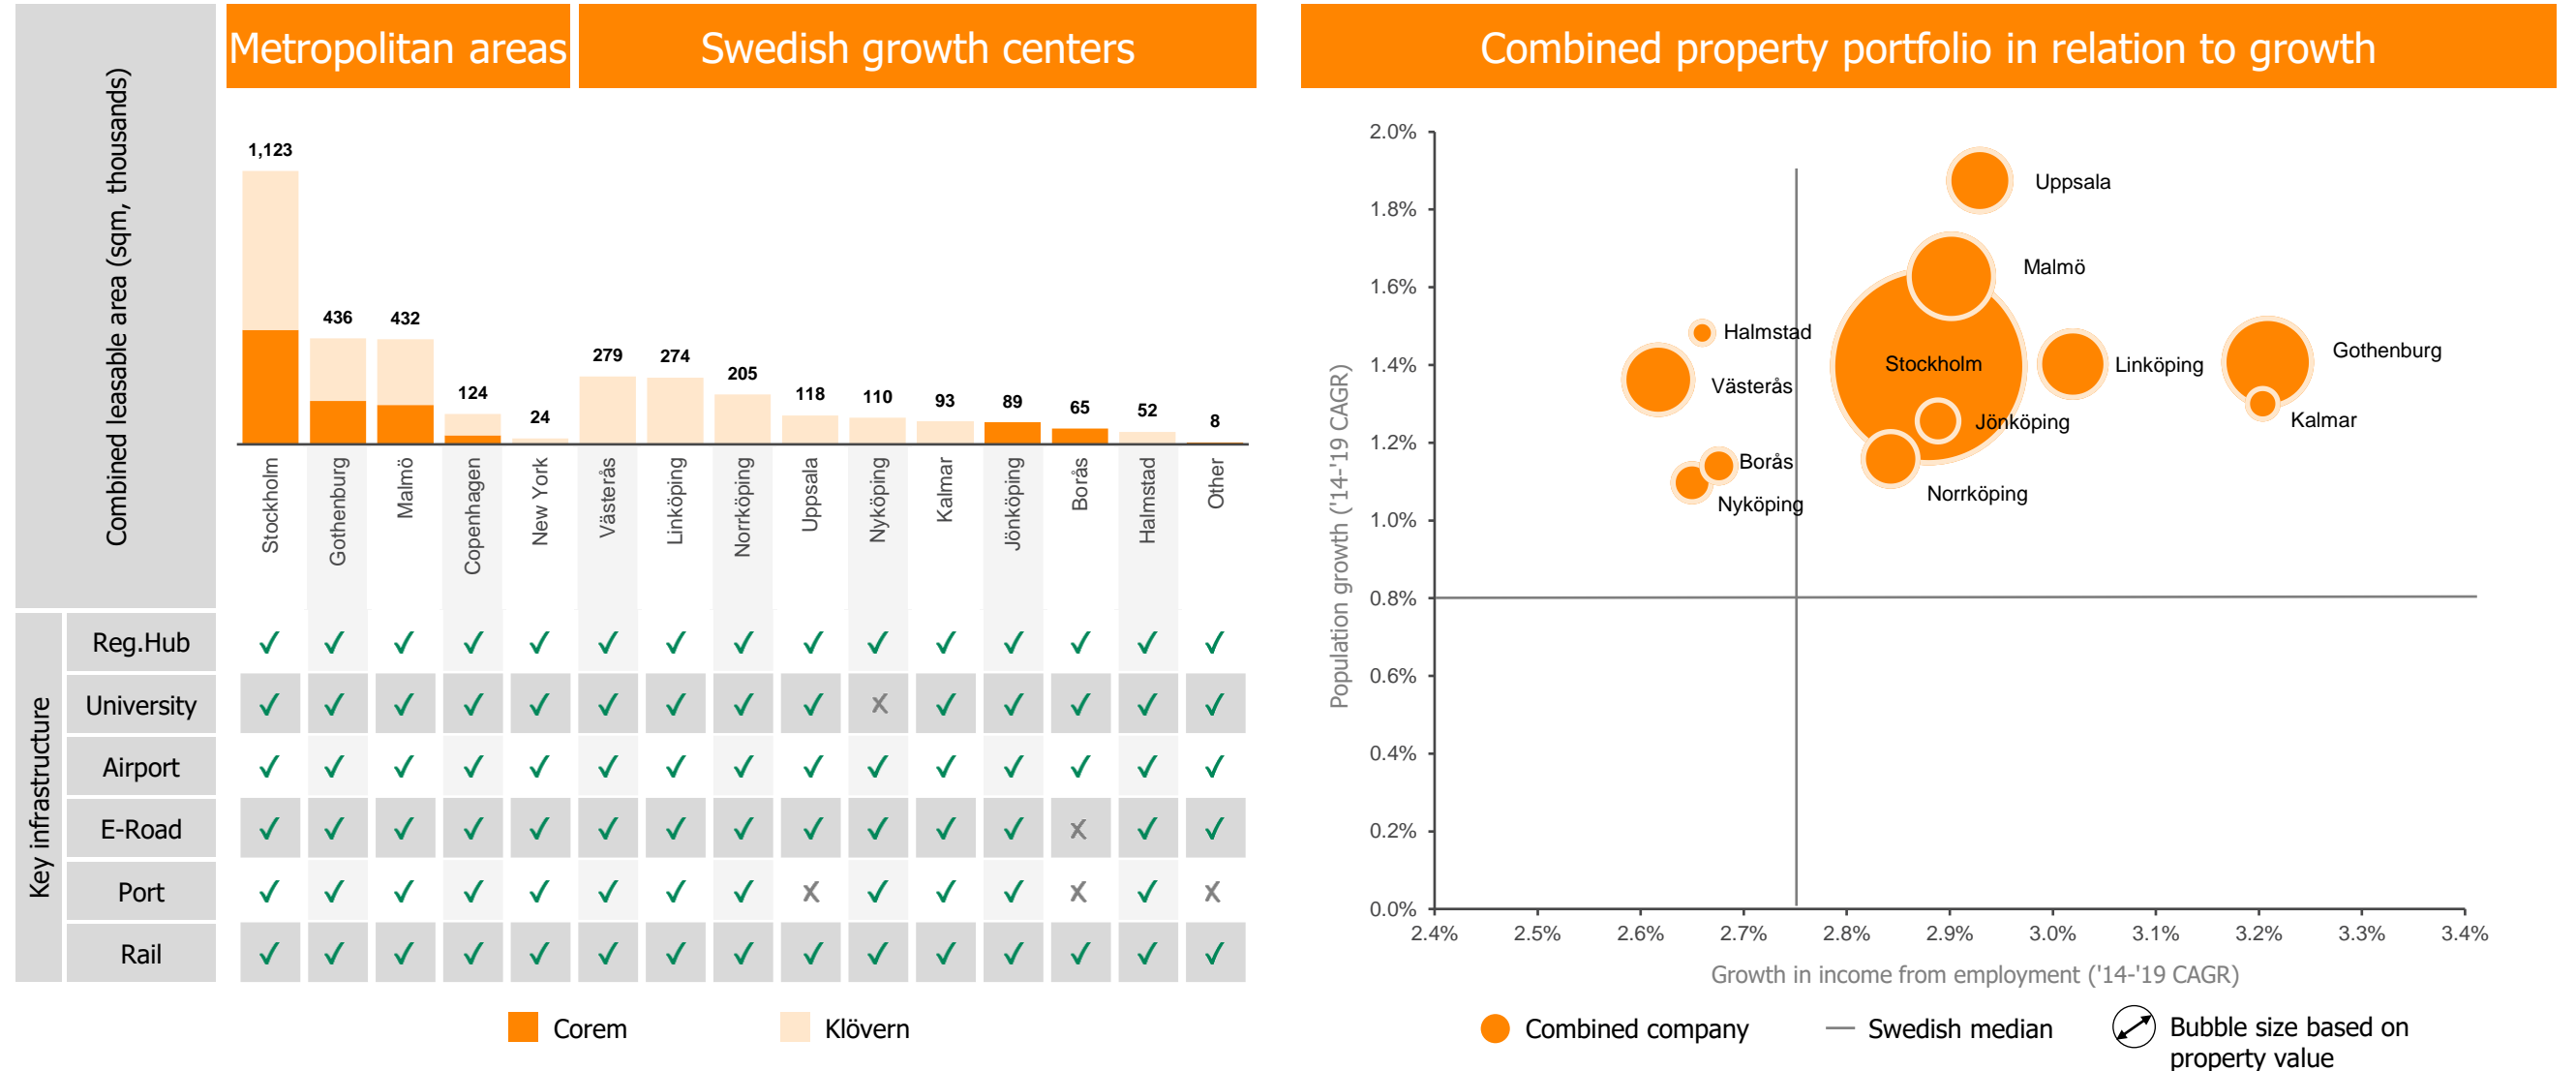 Metropolitan areas
Swedish growth centers
Combined property portfolio in relation to growth
Combined leasable area (sqm, thousands)
1,123
436
432
124
24
279
274
205
118
110
93
89
65
52
8
Stockholm
Gothenburg
Malmö
Copenhagen
New York
Västerås
Linköping
Norrköping
Uppsala
Nyköping
Kalmar
Jönköping
Borås
Halmstad
Other
Key infrastructure
Reg.Hub
✓ ✓ ✓ ✓ ✓ ✓ ✓ ✓ ✓ ✓ ✓ ✓ ✓ ✓ ✓
University
✓ ✓ ✓ ✓ ✓ ✓ ✓ ✓ ✓ X ✓ ✓ ✓ ✓ ✓
Airport
✓ ✓ ✓ ✓ ✓ ✓ ✓ ✓ ✓ ✓ ✓ ✓ ✓ ✓ ✓
E-Road
✓ ✓ ✓ ✓ ✓ ✓ ✓ ✓ ✓ ✓ ✓ ✓ X ✓ ✓
Port
✓ ✓ ✓ ✓ ✓ ✓ ✓ ✓ X ✓ ✓ ✓ X ✓ X
Rail
✓ ✓ ✓ ✓ ✓ ✓ ✓ ✓ ✓ ✓ ✓ ✓ ✓ ✓ ✓
Corem
Klövern
Population growth ('14-'19 CAGR)
2.0%
1.8%
1.6%
1.4%
1.2%
1.0%
0.8%
0.6%
0.4%
0.2%
0.0%
Uppsala
Malmö
Halmstad
Gothenburg
Stockholm
Linköping
Västerås
Kalmar
Jönköping
Borås
Norrköping
Nyköping
2.4%
2.5%
2.6%
2.7%
2.8%
2.9%
3.0%
3.1%
3.2%
3.3%
3.4%
Growth in income from employment ('14-'19 CAGR)
Combined company
Swedish median
Bubble size based on
property value